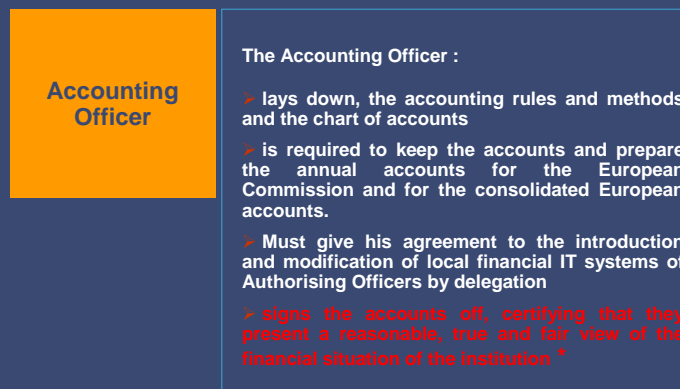 Accounting
Officer
The Accounting Officer :
➢ lays down, the accounting rules and methods
and the chart of accounts
➢ is required to keep the accounts and prepare
the annual accounts for the European
Commission and for the consolidated European
accounts.
➢ Must give his agreement to the introduction
and modification of local financial IT systems of
Authorising Officers by delegation
➢ signs the accounts off, certifying that they
present a reasonable, true and fair view of the
financial situation of the institution *